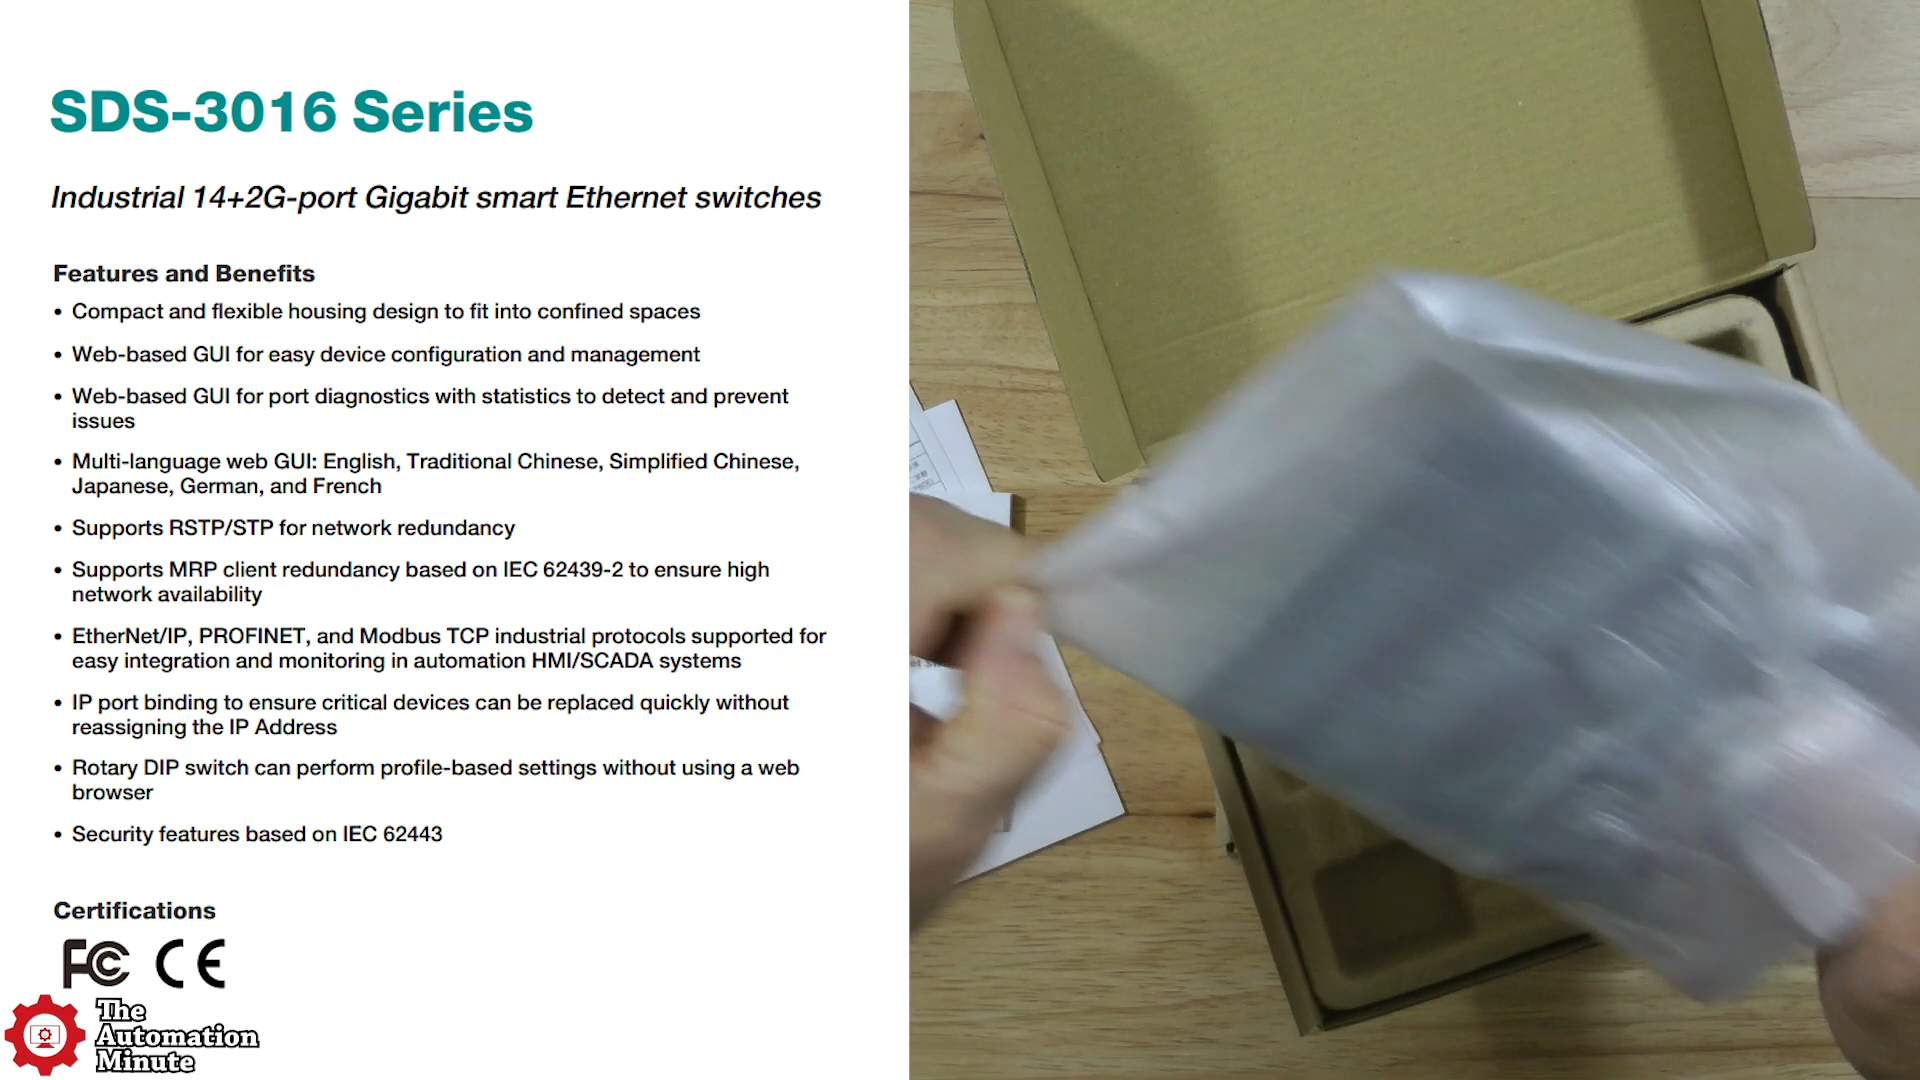 SDS-3016 Series
Industrial 14+2G-port Gigabit smart Ethernet switches
Features and Benefits
• Compact and flexible housing design to fit into confined spaces
• Web-based GUI for easy device configuration and management
• Web-based GUI for port diagnostics with statistics to detect and prevent
issues
• Multi-language web GUI: English, Traditional Chinese, Simplified Chinese,
Japanese, German, and French
• Supports RSTP/STP for network redundancy
• Supports MRP client redundancy based on IEC 62439-2 to ensure high
network availability
• EtherNet/IP, PROFINET, and Modbus TCP industrial protocols supported for
easy integration and monitoring in automation HMI/SCADA systems
• IP port binding to ensure critical devices can be replaced quickly without
reassigning the IP Address
• Rotary DIP switch can perform profile-based settings without using a web
browser
• Security features based on IEC 62443
Certifications
FC CE
The
Automation
Minute